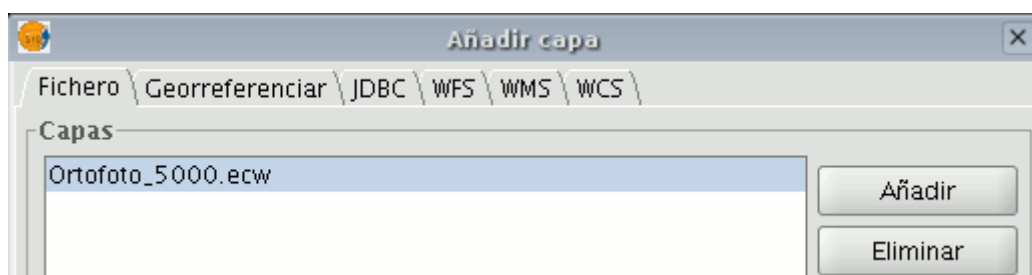 Añadir capa
Fichero Georreferenciar JDBC WFS WMS WCS
Capas
Ortofoto_5000.ecw
Añadir
Eliminar